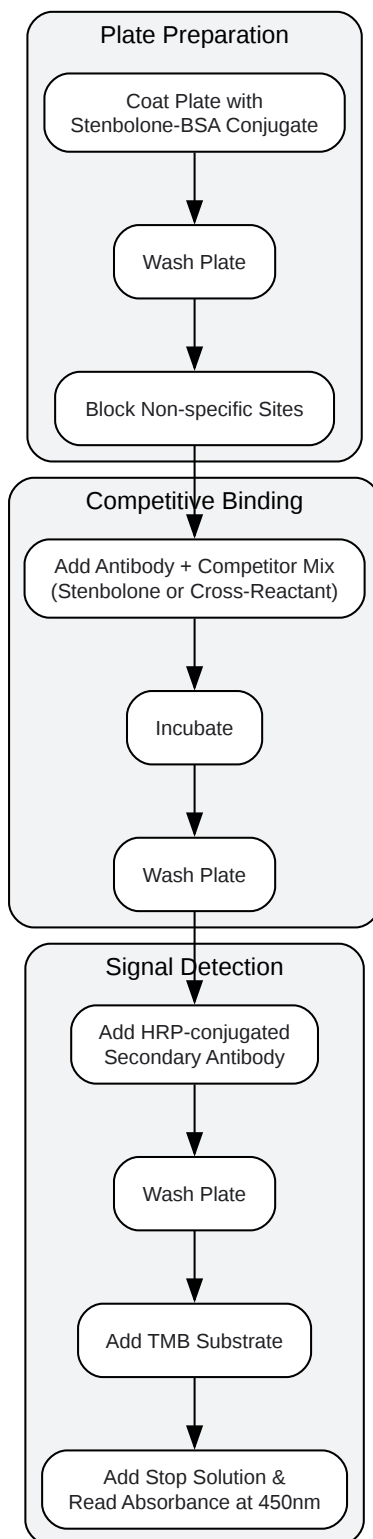 Plate Preparation
Coat Plate with
Stenbolone-BSA Conjugate
Wash Plate
Block Non-specific Sites
Competitive Binding
Add Antibody + Competitor Mix
(Stenbolone or Cross-Reactant)
Incubate
Wash Plate
Signal Detection
Add HRP-conjugated
Secondary Antibody
Wash Plate
Add TMB Substrate
Add Stop Solution &
Read Absorbance at 450nm